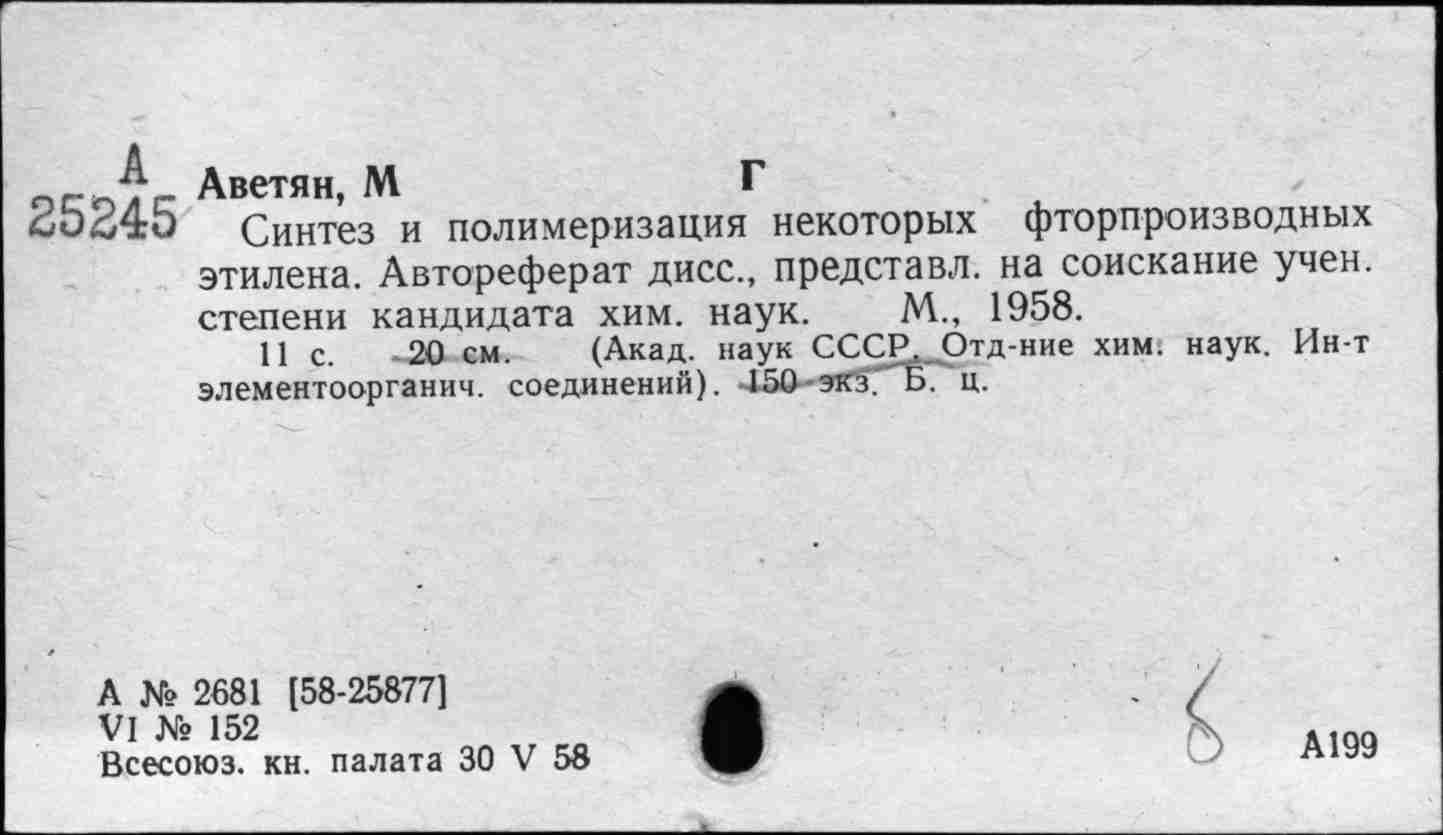 А
25245
Аветян, М Г
Синтез и полимеризация некоторых фторпроизводных
этилена. Автореферат дисс., представл. на соискание учен.
степени кандидата хим. наук. М., 1958.
11 с. 20 см. (Акад. наук СССР. Отд-ние хим. наук. Ин-т
элементоорганич. соединений). 150 экз. Б. ц.
А № 2681 [58-25877]
VI № 152
Всесоюз. кн. палата 30 V 58
А199